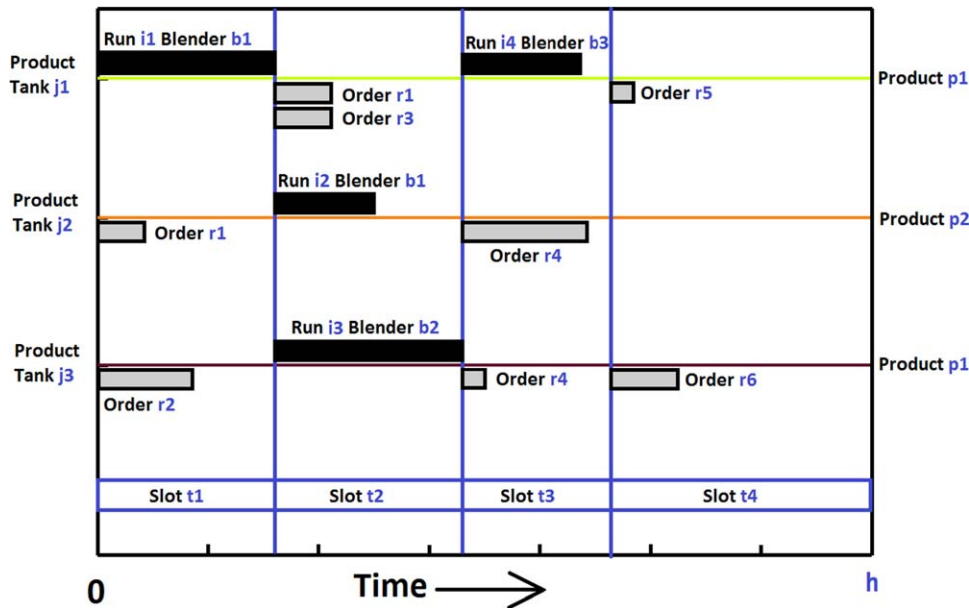 Run i1 Blender b1
Run i4 Blender b3
Product
Tank j1
Product p1
Order r1
Order r5
Order r3
Run i2 Blender b1
Product
Tank j2
Product p2
Order r1
Order r4
Run i3 Blender b2
Product
Tank j3
Product p1
Order r4
Order r6
Order r2
Slot t1
Slot t2
Slot t3
Slot t4
0
Time
h